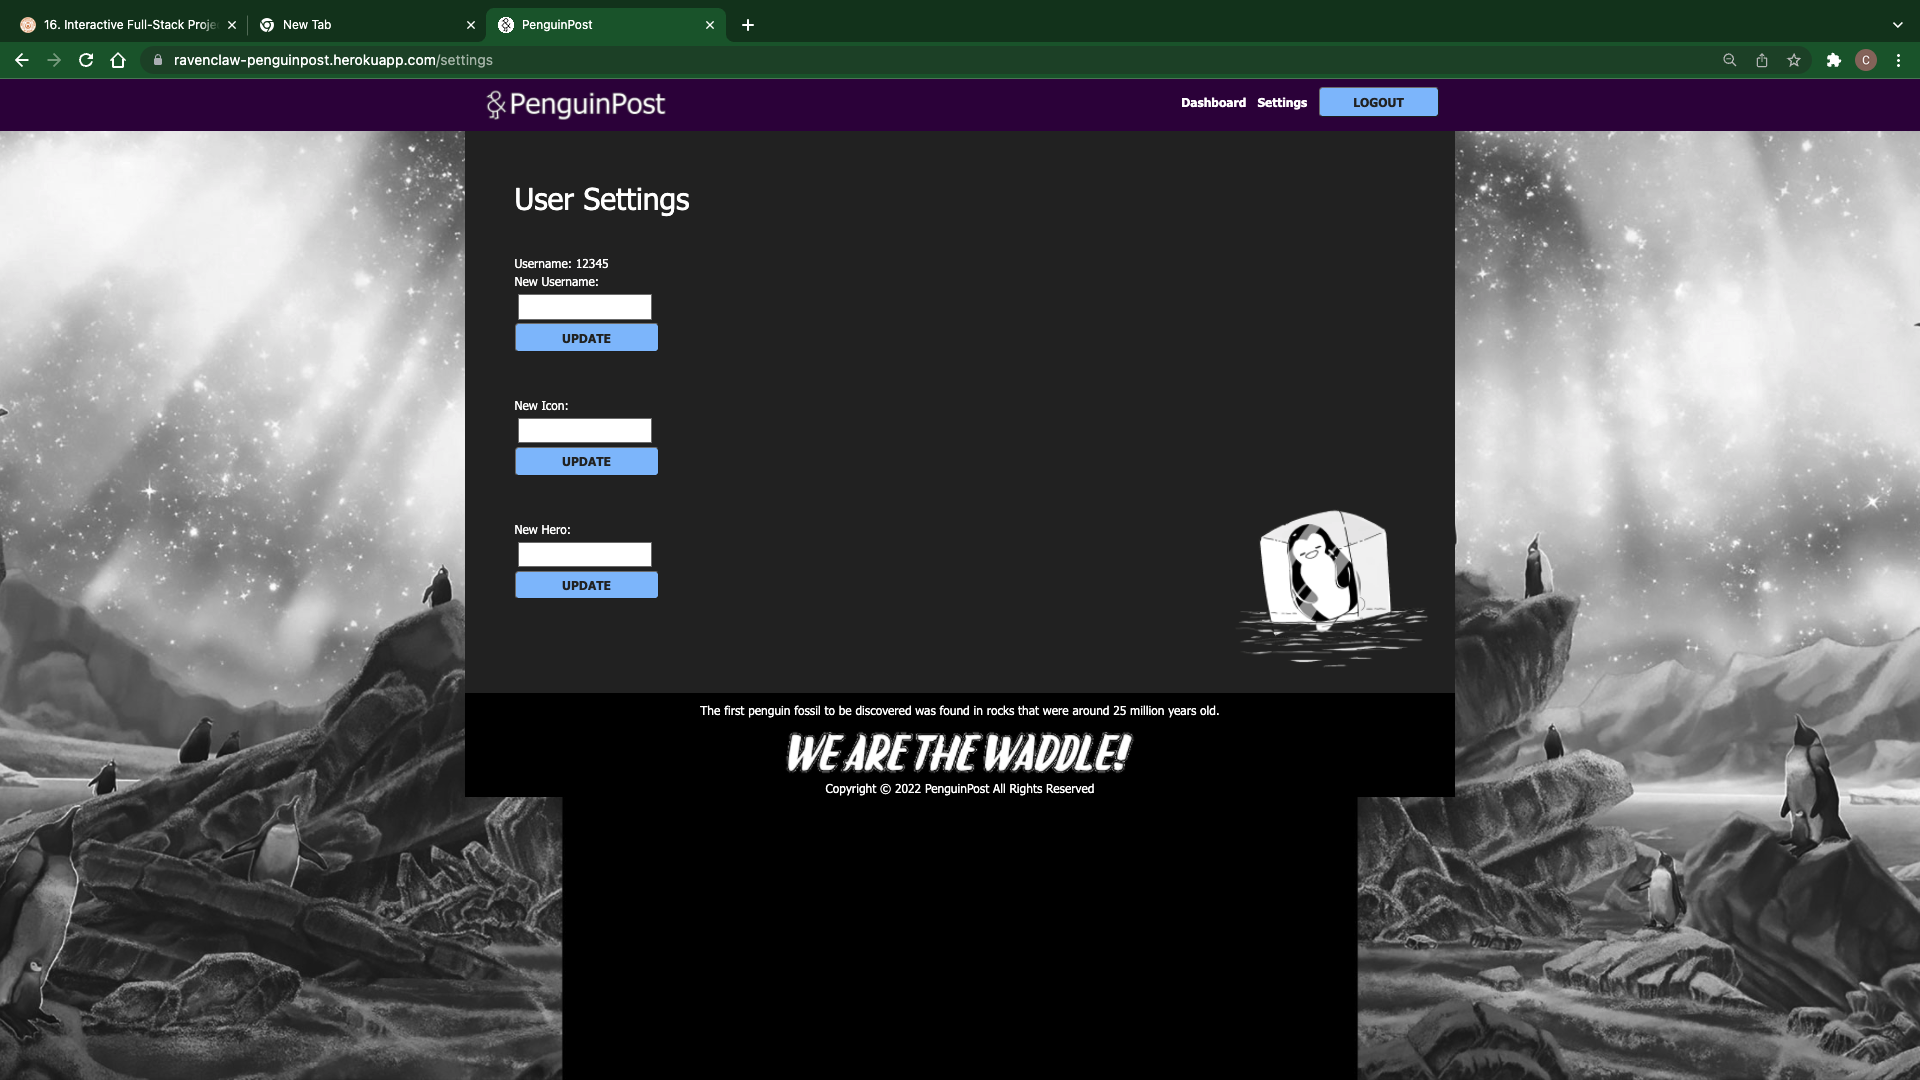 16. Interactive Full-Stack Proje
New Tab
PenguinPost
ravenclaw-penguinpost.herokuapp.com/settings
C
PenguinPost
Dashboard Settings LOGOUT
User Settings
Username: 12345
New Username:
UPDATE
New Icon:
UPDATE
New Hero:
UPDATE
The first penguin fossil to be discovered was found in rocks that were around 25 million years old.
WE ARE THE WADDLE!
Copyright © 2022 PenguinPost All Rights Reserved